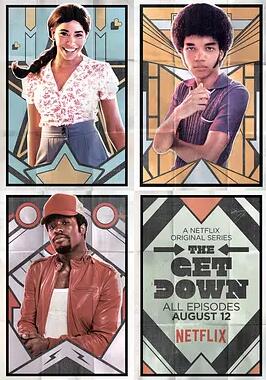 A NETFLIX
ORIGINAL SERIES
THE
GET
DOWN
ALL EPISODES
AUGUST 12
NETFLIX